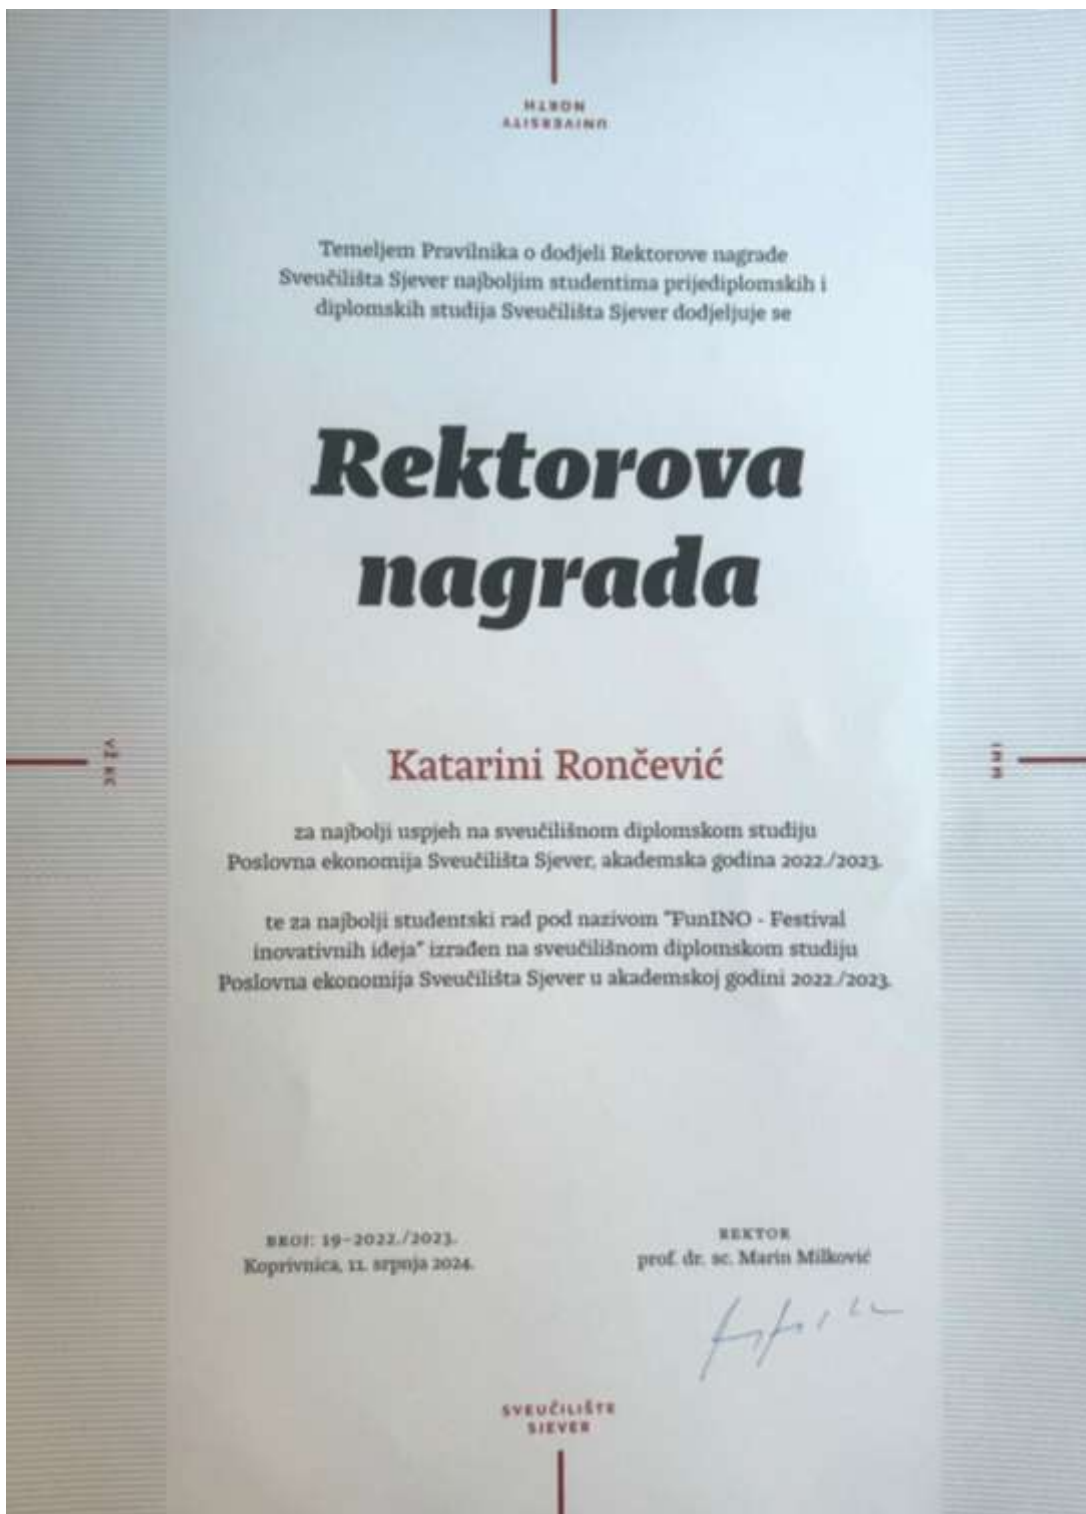 UNIVERSITY
NORTH
Temeljem Pravilnika o dodjeli Rektorove nagrade
Sveučilišta Sjever najboljim studentima prijediplomskih i
diplomskih studija Sveučilišta Sjever dodjeljuje se
Rektorova
nagrada
Katarini Rončević
za najbolji uspjeh na sveučilišnom diplomskom studiju
Poslovna ekonomija Sveučilišta Sjever, akademska godina 2022./2023.
te za najbolji studentski rad pod nazivom "FunINO - Festival
inovativnih ideja" izrađen na sveučilišnom diplomskom studiju
Poslovna ekonomija Sveučilišta Sjever u akademskoj godini 2022./2023.
BROJ: 19-2022./2023.
Koprivnica, 11. srpnja 2024.
REKTOR
prof. dr. sc. Marin Milković
SVEUČILIŠTE
SJEVER